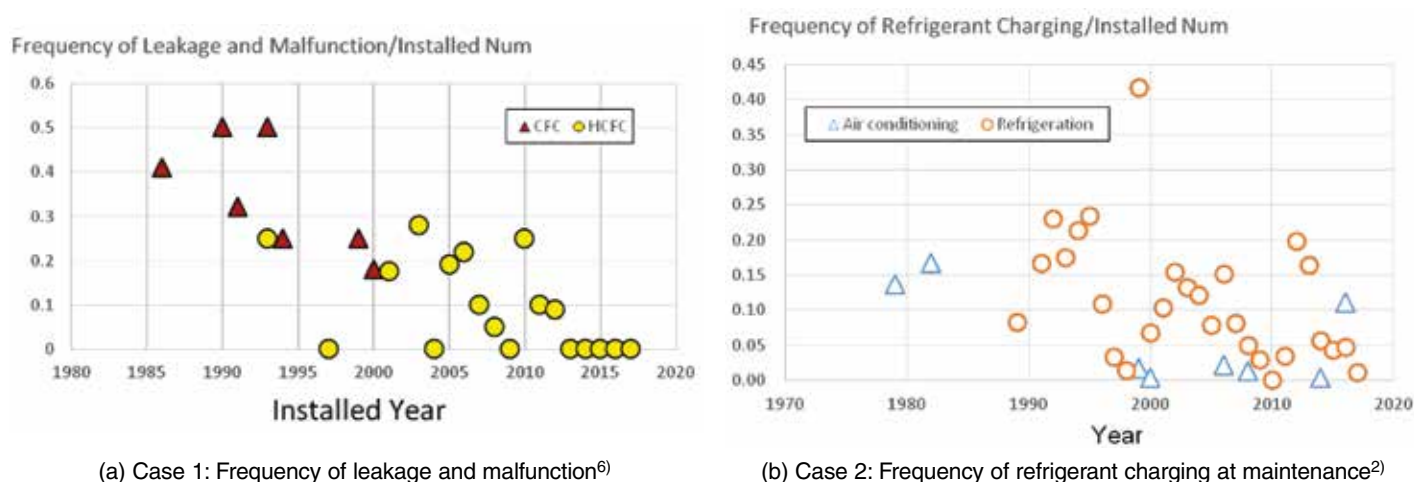 Frequency of Leakage and Malfunction/Installed Num
0.6
0.5
0.4
0.3
0.2
0.1
0
CFC HCFC
1980 1985 1990 1995 2000 2005 2010 2015 2020
Installed Year
(a) Case 1: Frequency of leakage and malfunction6)
Frequency of Refrigerant Charging/Installed Num
0.45
0.40
0.35
0.30
0.25
0.20
0.15
0.10
0.05
0.00
Air conditioning Refrigeration
1970 1980 1990 2000 2010 2020
Year
(b) Case 2: Frequency of refrigerant charging at maintenance2)